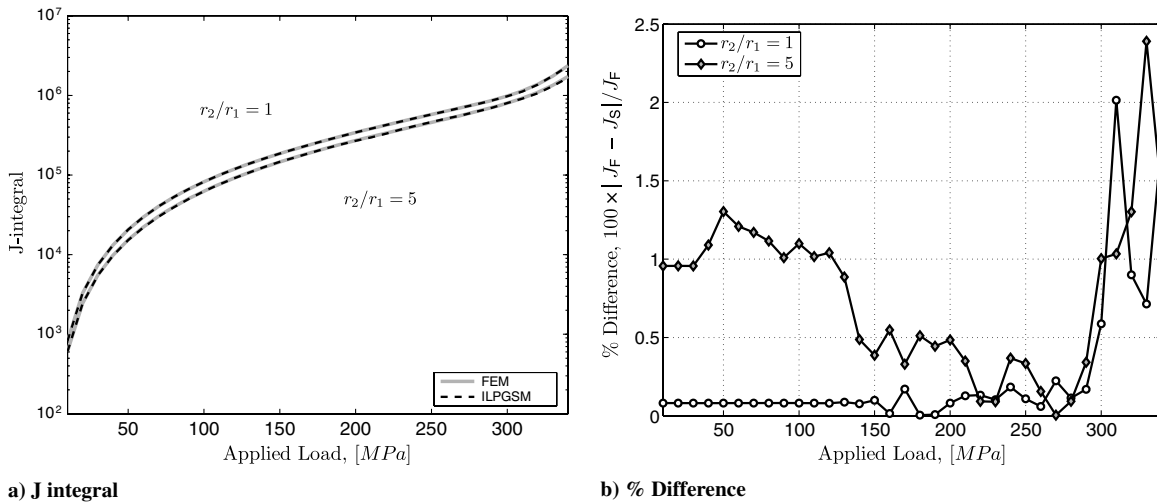 10^7
10^6
10^5
10^4
10^3
10^2
J-integral
r_2/r_1 = 1
r_2/r_1 = 5
FEM
ILPGSM
50 100 150 200 250 300
Applied Load, [MPa]
a) J integral
2.5
2
1.5
1
0.5
0
% Difference, 100 × |J_F − J_S|/J_F
r_2/r_1 = 1
r_2/r_1 = 5
50 100 150 200 250 300
Applied Load, [MPa]
b) % Difference